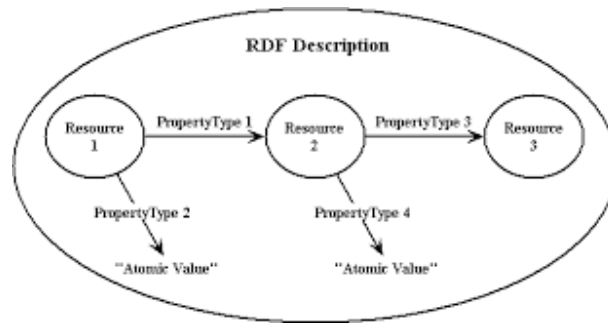 RDF Description
PropertyType 1
PropertyType 3
Resource
1
Resource
2
Resource
3
PropertyType 2
PropertyType 4
"Atomic Value"
"Atomic Value"